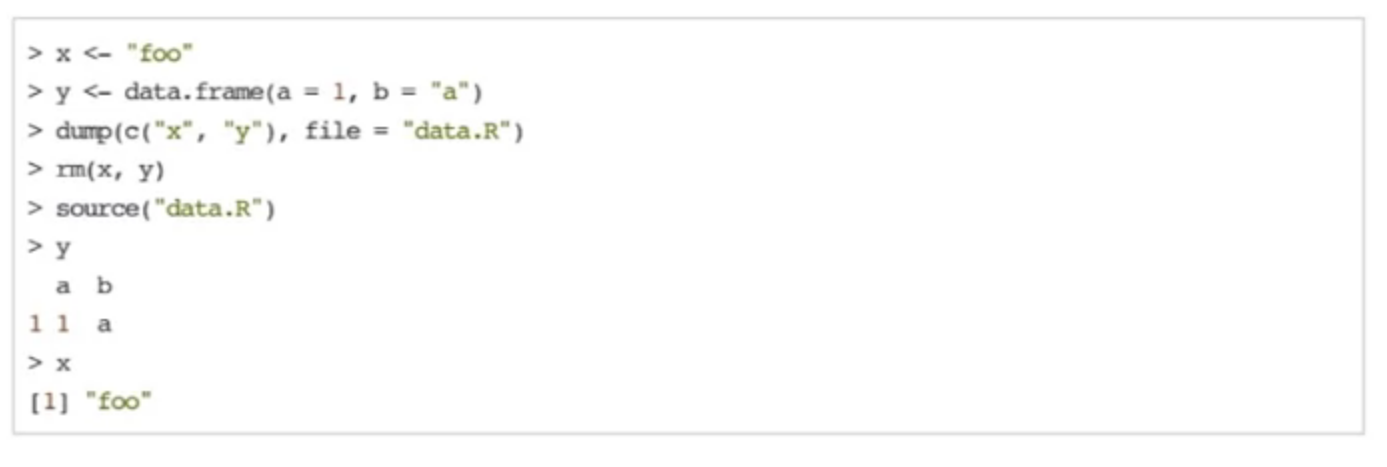 > x <- "foo"
> y <- data.frame(a = 1, b = "a")
> dump(c("x", "y"), file = "data.R")
> rm(x, y)
> source("data.R")
> y
  a  b
1 1  a
> x
[1] "foo"